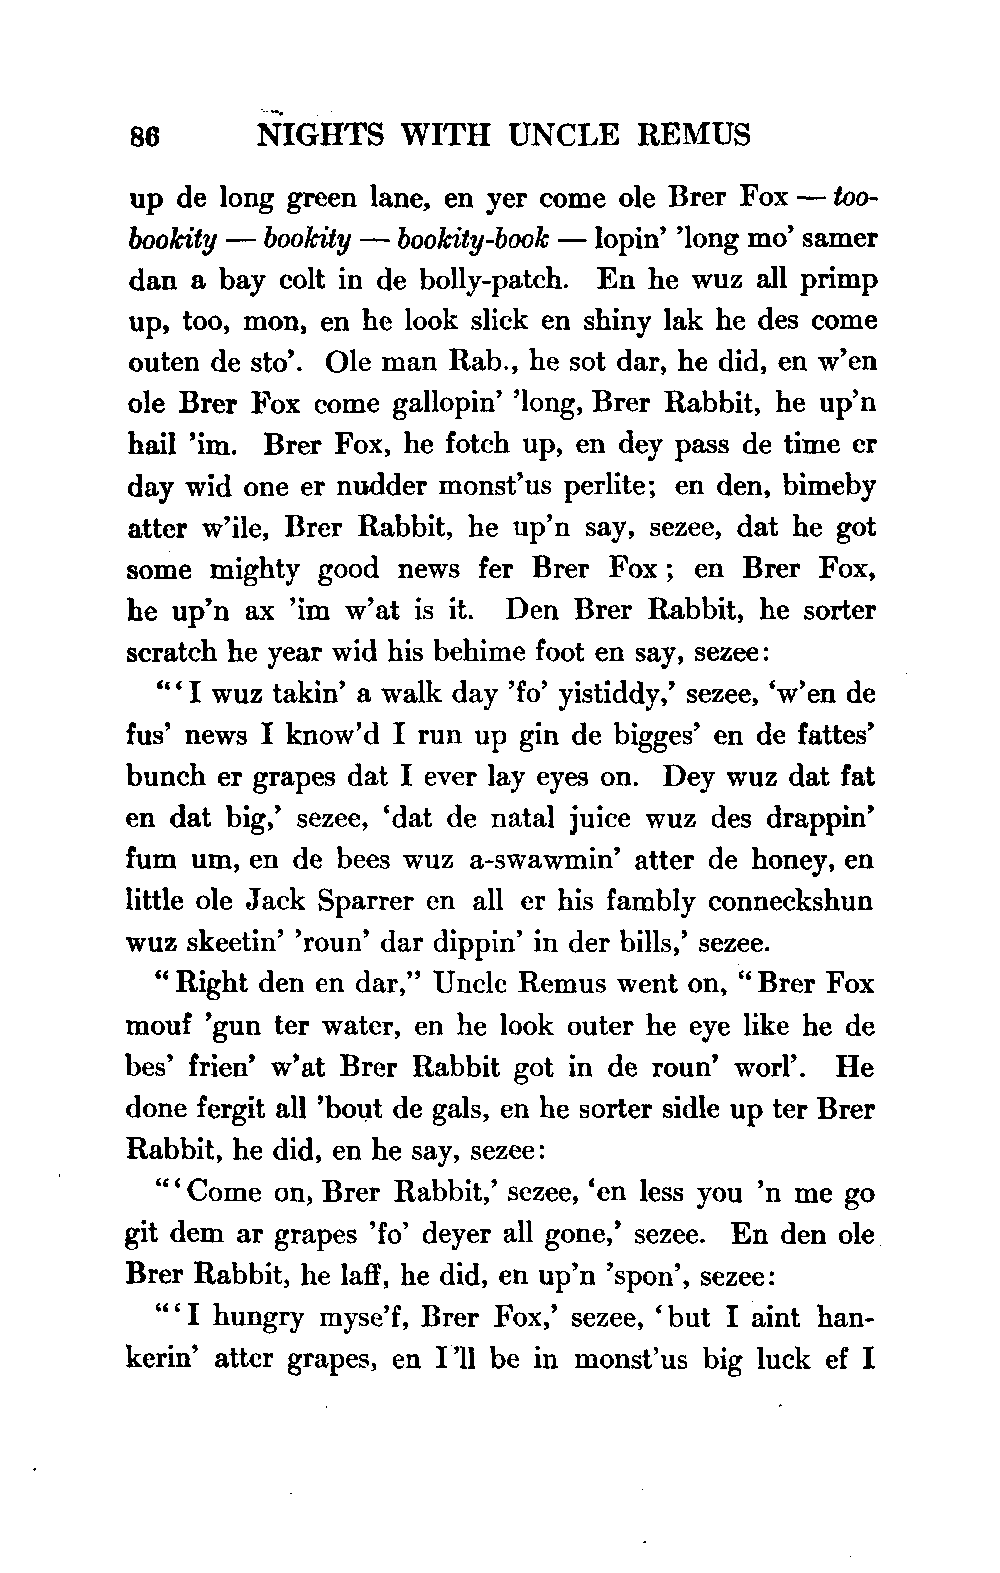 86 NIGHTS WITH UNCLE REMUS
up de long green lane, en yer come ole Brer Fox — too-
bookity — bookity — bookity-book — lopin’ ’long mo’ samer
dan a bay colt in de bolly-patch. En he wuz all primp
up, too, mon, en he look slick en shiny lak he des come
outen de sto’. Ole man Rab., he sot dar, he did, en w’en
ole Brer Fox come gallopin’ ’long, Brer Rabbit, he up’n
hail ’im. Brer Fox, he fotch up, en dey pass de time er
day wid one er nudder monst’us perlite; en den, bimeby
atter w’ile, Brer Rabbit, he up’n say, sezee, dat he got
some mighty good news fer Brer Fox; en Brer Fox,
he up’n ax ’im w’at is it. Den Brer Rabbit, he sorter
scratch he year wid his behime foot en say, sezee:
“‘I wuz takin’ a walk day ’fo’ yistiddy,’ sezee, ‘w’en de
fus’ news I know’d I run up gin de bigges’ en de fattes’
bunch er grapes dat I ever lay eyes on. Dey wuz dat fat
en dat big,’ sezee, ‘dat de natal juice wuz des drappin’
fum um, en de bees wuz a-swawmin’ atter de honey, en
little ole Jack Sparrer en all er his fambly conneckshun
wuz skeetin’ ’roun’ dar dippin’ in der bills,’ sezee.
“Right den en dar,” Uncle Remus went on, “Brer Fox
mouf ’gun ter water, en he look outer he eye like he de
bes’ frien’ w’at Brer Rabbit got in de roun’ worl’. He
done fergit all ’bout de gals, en he sorter sidle up ter Brer
Rabbit, he did, en he say, sezee:
“‘Come on, Brer Rabbit,’ sezee, ‘en less you ’n me go
git dem ar grapes ’fo’ deyer all gone,’ sezee. En den ole
Brer Rabbit, he laff, he did, en up’n ’spon’, sezee:
“‘I hungry myse’f, Brer Fox,’ sezee, ‘but I aint han-
kerin’ atter grapes, en I’ll be in monst’us big luck ef I